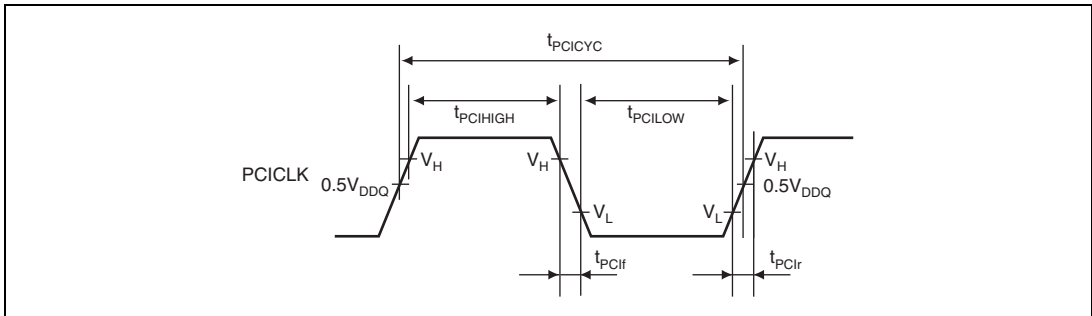 tPCICYC
tPCIHIGH
tPCILOW
PCICLK
0.5VDDQ
VH
VH
VL
VL
VH
0.5VDDQ
tPCIf
tPCIr